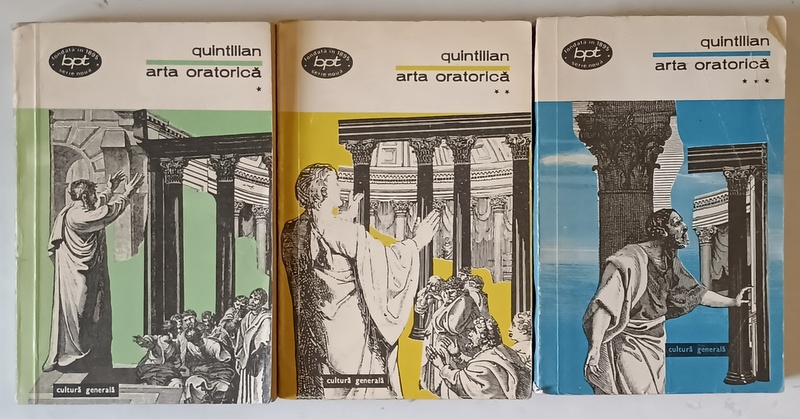 fondată în 1895
bpt
serie nouă
quintilian
arta oratorică
*
cultură generală
fondată în 1895
bpt
serie nouă
quintilian
arta oratorică
* *
cultură generală
fondată în 1895
bpt
serie nouă
quintilian
arta oratorică
* * *
cultură generală